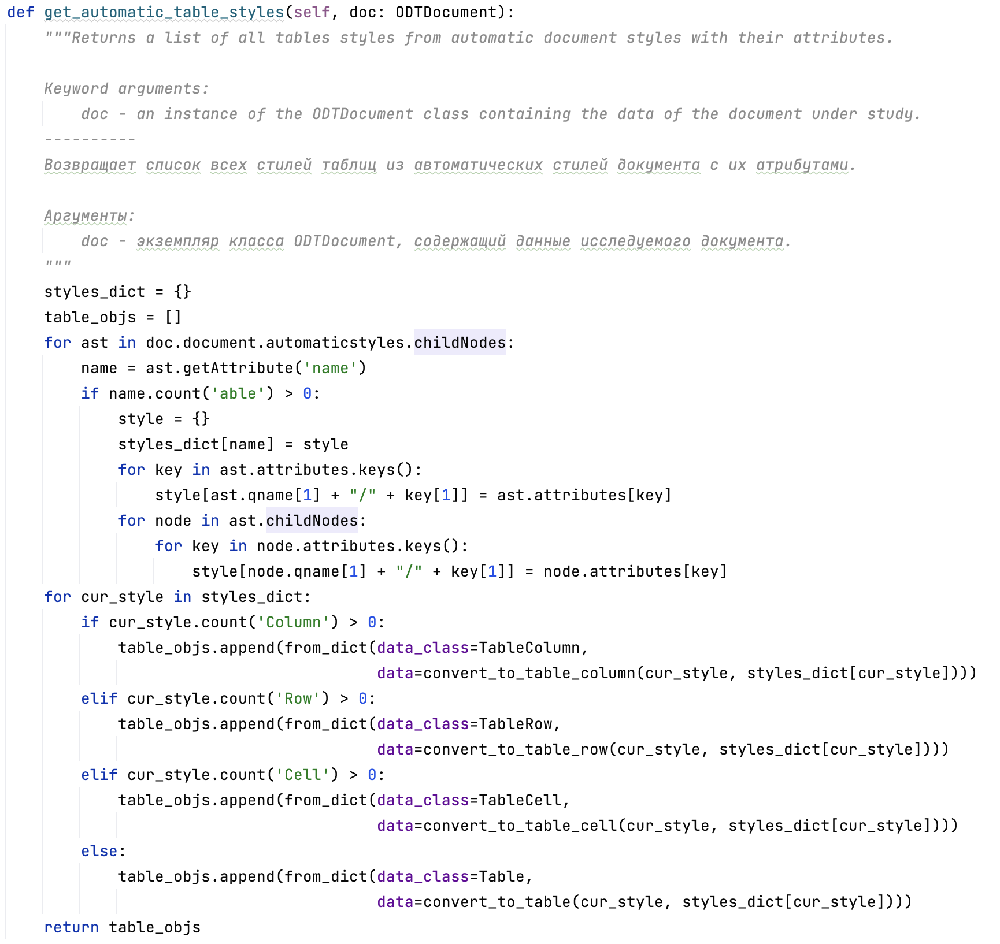 def get_automatic_table_styles(self, doc: ODTDocument):
    """Returns a list of all tables styles from automatic document styles with their attributes.

    Keyword arguments:
        doc - an instance of the ODTDocument class containing the data of the document under study.
    ----------
    Возвращает список всех стилей таблиц из автоматических стилей документа с их атрибутами.

    Аргументы:
        doc - экземпляр класса ODTDocument, содержащий данные исследуемого документа.
    """
    styles_dict = {}
    table_objs = []
    for ast in doc.document.automaticstyles.childNodes:
        name = ast.getAttribute('name')
        if name.count('able') > 0:
            style = {}
            styles_dict[name] = style
            for key in ast.attributes.keys():
                style[ast.qname[1] + "/" + key[1]] = ast.attributes[key]
            for node in ast.childNodes:
                for key in node.attributes.keys():
                    style[node.qname[1] + "/" + key[1]] = node.attributes[key]
    for cur_style in styles_dict:
        if cur_style.count('Column') > 0:
            table_objs.append(from_dict(data_class=TableColumn,
                                        data=convert_to_table_column(cur_style, styles_dict[cur_style])))
        elif cur_style.count('Row') > 0:
            table_objs.append(from_dict(data_class=TableRow,
                                        data=convert_to_table_row(cur_style, styles_dict[cur_style])))
        elif cur_style.count('Cell') > 0:
            table_objs.append(from_dict(data_class=TableCell,
                                        data=convert_to_table_cell(cur_style, styles_dict[cur_style])))
        else:
            table_objs.append(from_dict(data_class=Table,
                                        data=convert_to_table(cur_style, styles_dict[cur_style])))
    return table_objs